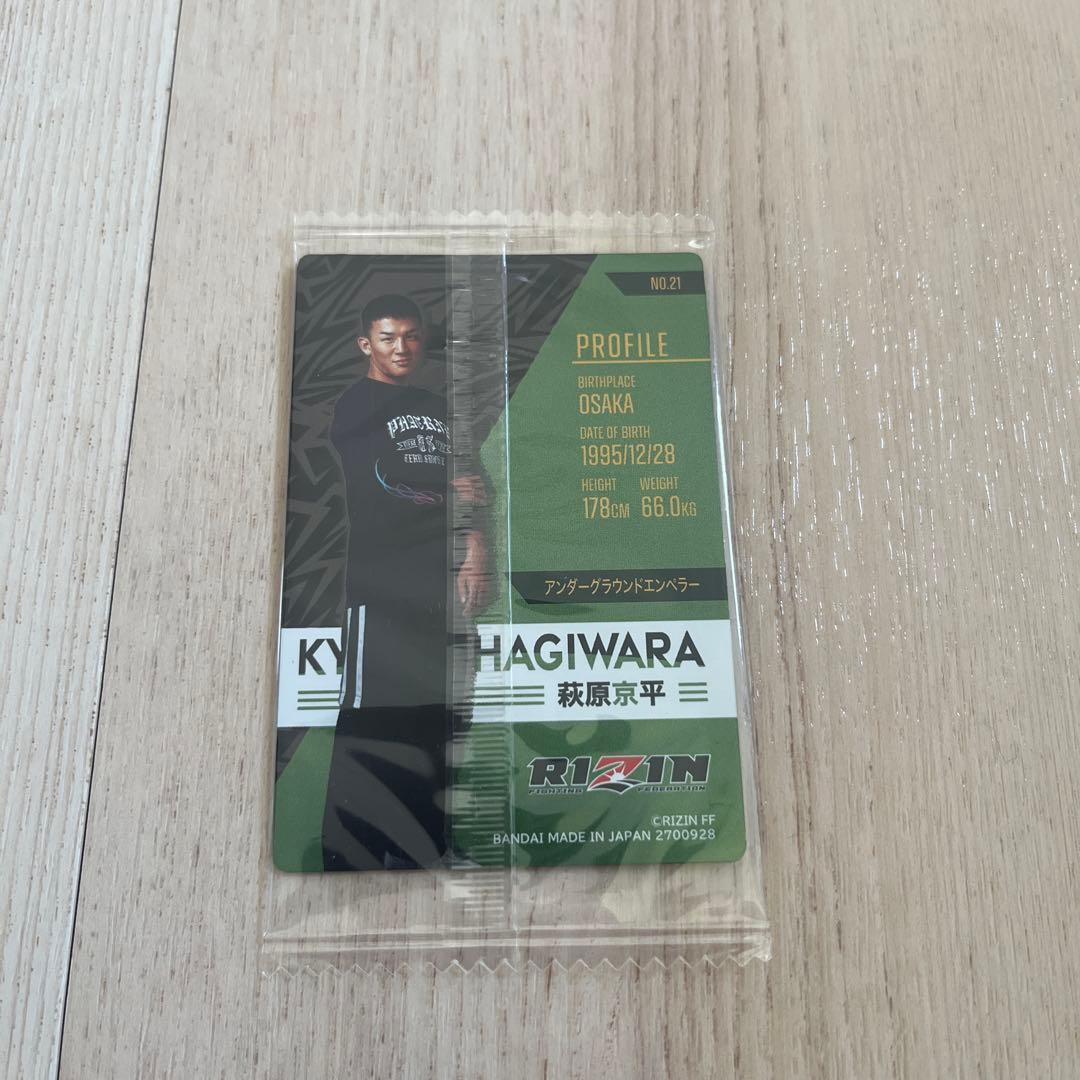 NO.21
PROFILE
BIRTHPLACE
OSAKA
DATE OF BIRTH
1995/12/28
HEIGHT WEIGHT
178CM 66.0KG
アンダーグラウンドエンペラー
KY HAGIWARA
萩原京平
RIZIN
FIGHTING FEDERATION
©RIZIN FF
BANDAI MADE IN JAPAN 2700928